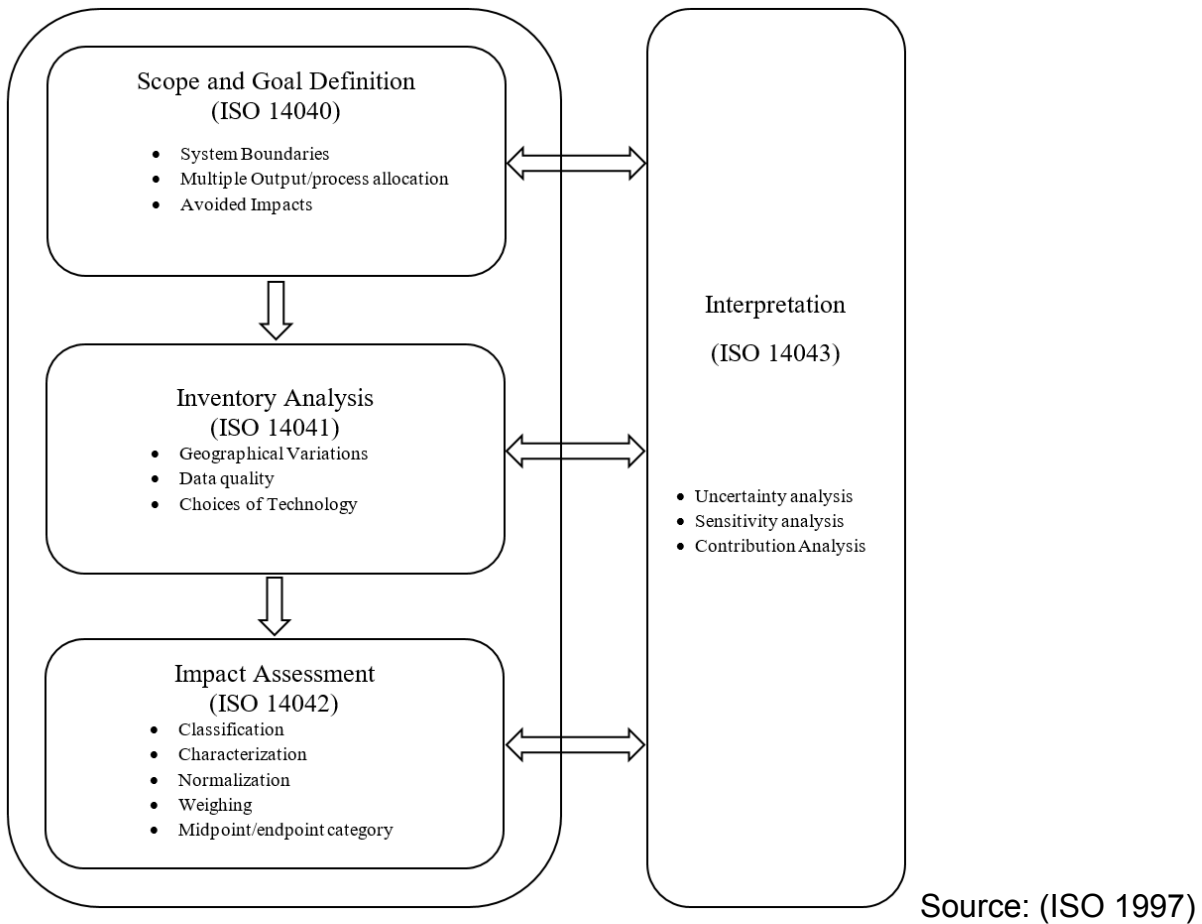 Scope and Goal Definition
(ISO 14040)
• System Boundaries
• Multiple Output/process allocation
• Avoided Impacts
Inventory Analysis
(ISO 14041)
• Geographical Variations
• Data quality
• Choices of Technology
Impact Assessment
(ISO 14042)
• Classification
• Characterization
• Normalization
• Weighing
• Midpoint/endpoint category
Interpretation
(ISO 14043)
• Uncertainty analysis
• Sensitivity analysis
• Contribution Analysis
Source: (ISO 1997)